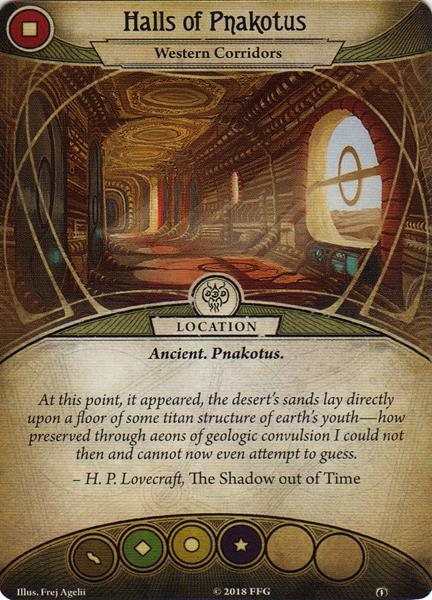 Halls of Pnakotus
Western Corridors
LOCATION
Ancient. Pnakotus.
At this point, it appeared, the desert's sands lay directly
upon a floor of some titan structure of earth's youth—how
preserved through aeons of geologic convulsion I could not
then and cannot now even attempt to guess.
– H. P. Lovecraft, The Shadow out of Time
Illus. Frej Agelii
© 2018 FFG